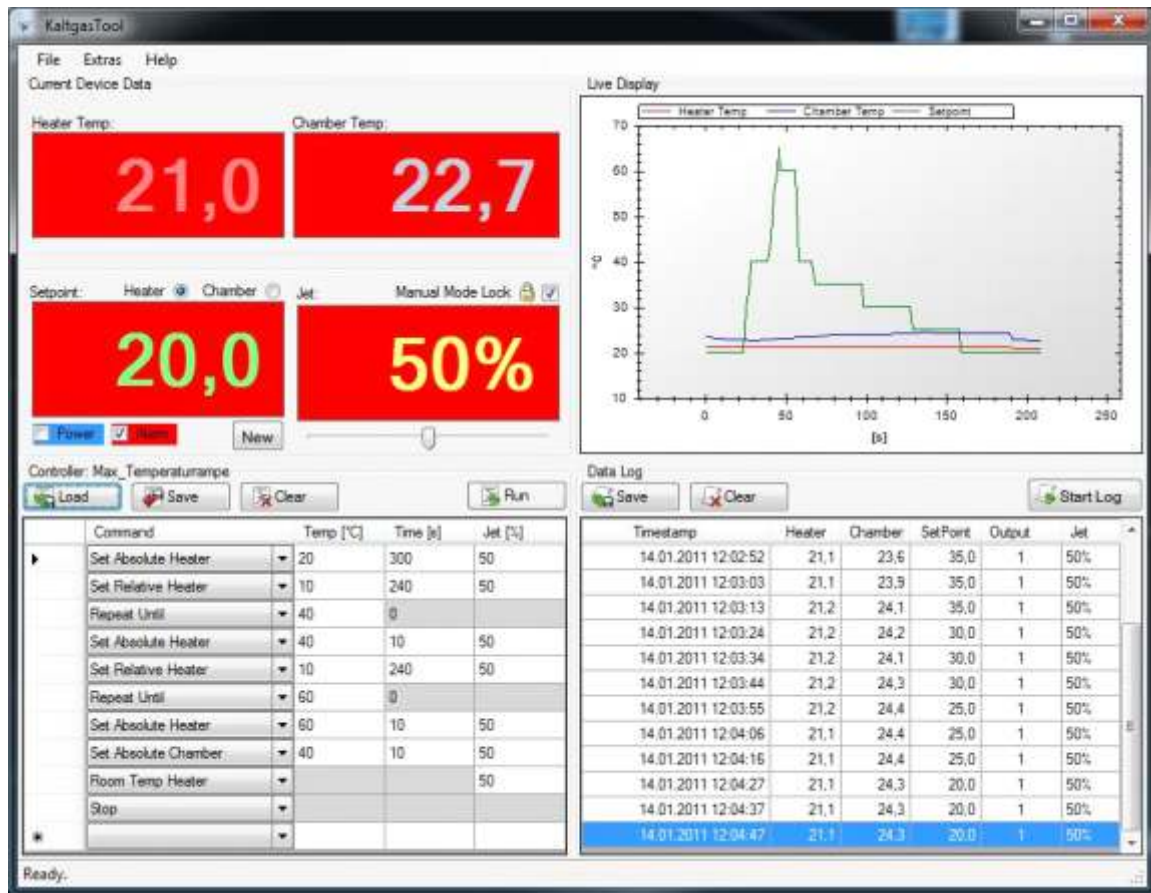 KaltgasTool
File Extras Help
Current Device Data
Heater Temp: Chamber Temp:
21,0 22,7
Setpoint: Heater Chamber Jet: Manual Mode Lock
20,0 50%
Power Alarm New
Live Display
Heater Temp Chamber Temp Setpoint
70
60
50
40
30
20
10
°C
0 50 100 150 200 250
[s]
Controller: Max_Temperaturrampe
Load Save Clear Run
Command Temp [°C] Time [s] Jet [%]
Set Absolute Heater 20 300 50
Set Relative Heater 10 240 50
Repeat Until 40 0
Set Absolute Heater 40 10 50
Set Relative Heater 10 240 50
Repeat Until 60 0
Set Absolute Heater 60 10 50
Set Absolute Chamber 40 10 50
Room Temp Heater 50
Stop
Data Log
Save Clear Start Log
Timestamp Heater Chamber SetPoint Output Jet
14.01.2011 12:02:52 21,1 23,6 35,0 1 50%
14.01.2011 12:03:03 21,1 23,9 35,0 1 50%
14.01.2011 12:03:13 21,2 24,1 35,0 1 50%
14.01.2011 12:03:24 21,2 24,2 30,0 1 50%
14.01.2011 12:03:34 21,2 24,1 30,0 1 50%
14.01.2011 12:03:44 21,2 24,3 30,0 1 50%
14.01.2011 12:03:55 21,2 24,4 25,0 1 50%
14.01.2011 12:04:06 21,1 24,4 25,0 1 50%
14.01.2011 12:04:16 21,1 24,4 25,0 1 50%
14.01.2011 12:04:27 21,1 24,3 20,0 1 50%
14.01.2011 12:04:37 21,1 24,3 20,0 1 50%
14.01.2011 12:04:47 21,1 24,3 20,0 1 50%
Ready.